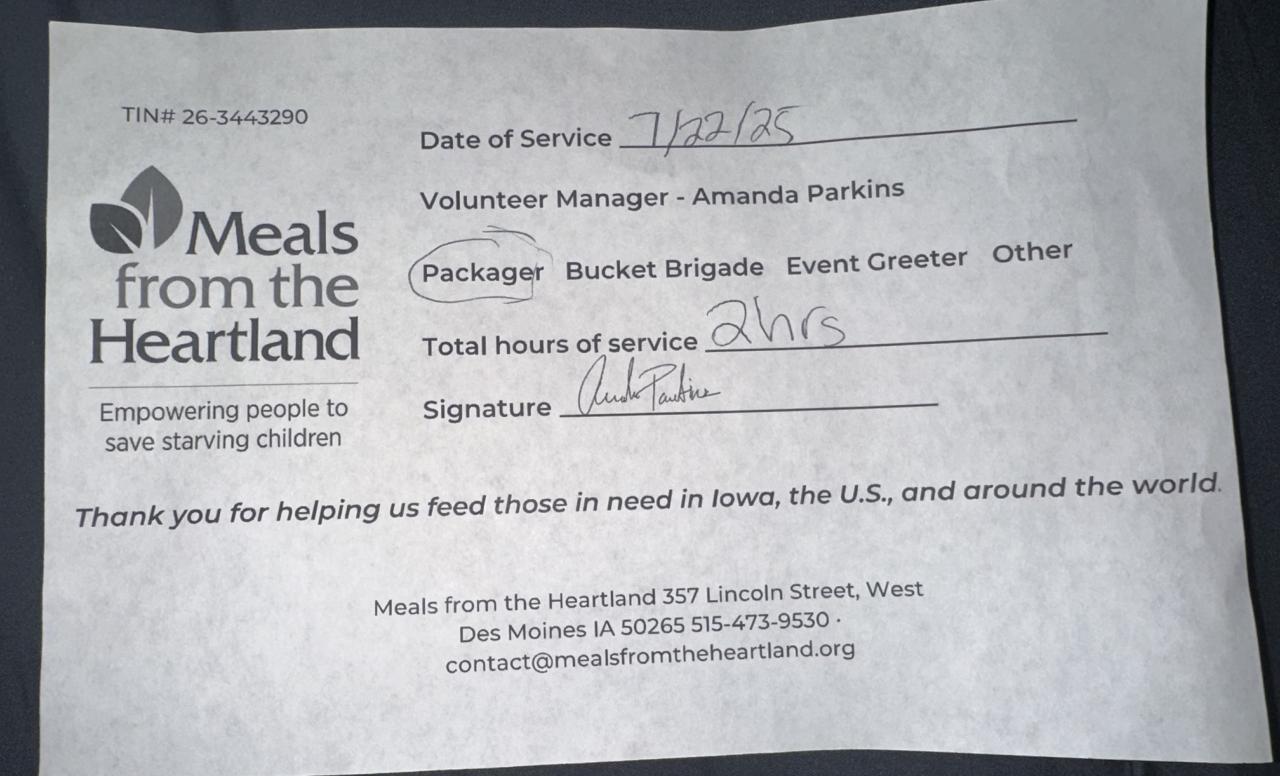 TIN# 26-3443290
Meals
from the
Heartland
Empowering people to
save starving children
Date of Service 7/22/25
Volunteer Manager - Amanda Parkins
Packager Bucket Brigade Event Greeter Other
Total hours of service 2hrs
Signature
Thank you for helping us feed those in need in Iowa, the U.S., and around the world.
Meals from the Heartland 357 Lincoln Street, West
Des Moines IA 50265 515-473-9530 ·
contact@mealsfromtheheartland.org